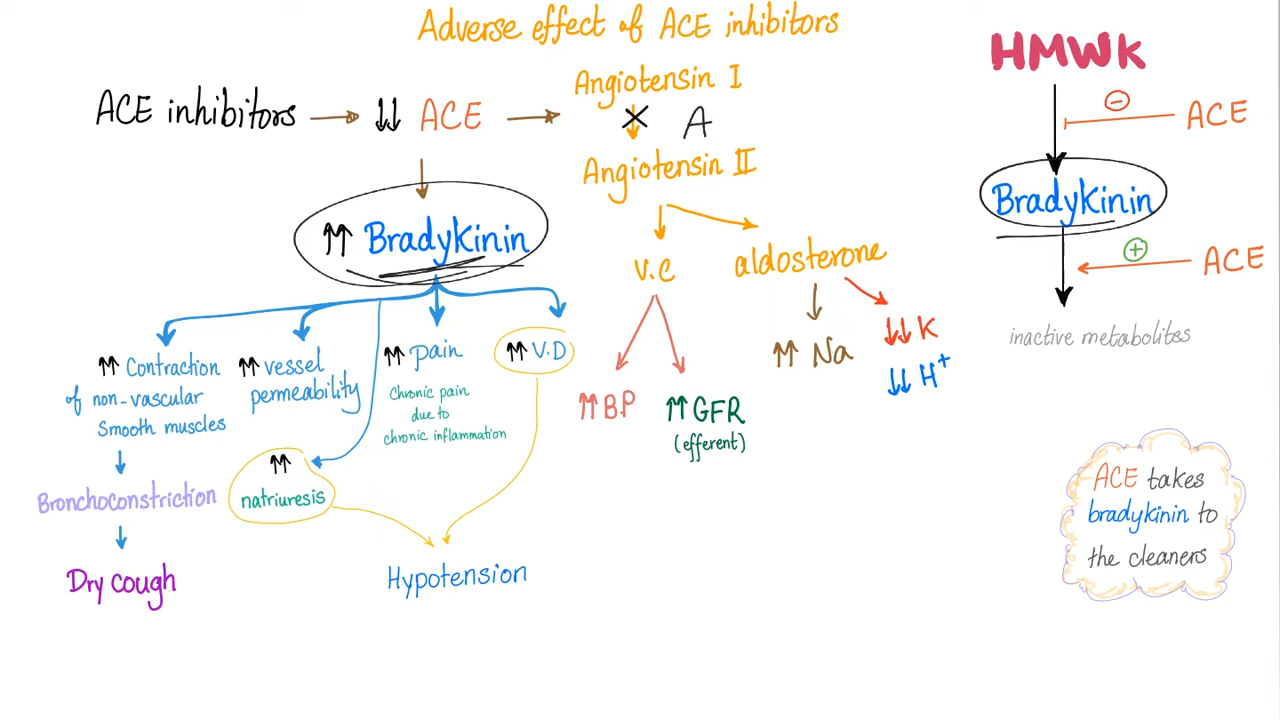 Adverse effect of ACE inhibitors
ACE inhibitors → ↓↓ ACE →
Angiotensin I
A
Angiotensin II
↑↑ Bradykinin
V.C
aldosterone
↑↑ Contraction
of non-vascular
Smooth muscles
↑↑ vessel
permeability
↑↑ pain
Chronic pain
due to
chronic inflammation
↑↑ V.D
↑↑ BP
↑↑ GFR
(efferent)
↑↑ Na
↓↓ K
↓↓ H+
Bronchoconstriction
↑↑
natriuresis
Dry cough
Hypotension
HMWK
⊖
ACE
Bradykinin
⊕
ACE
inactive metabolites
ACE takes
bradykinin to
the cleaners